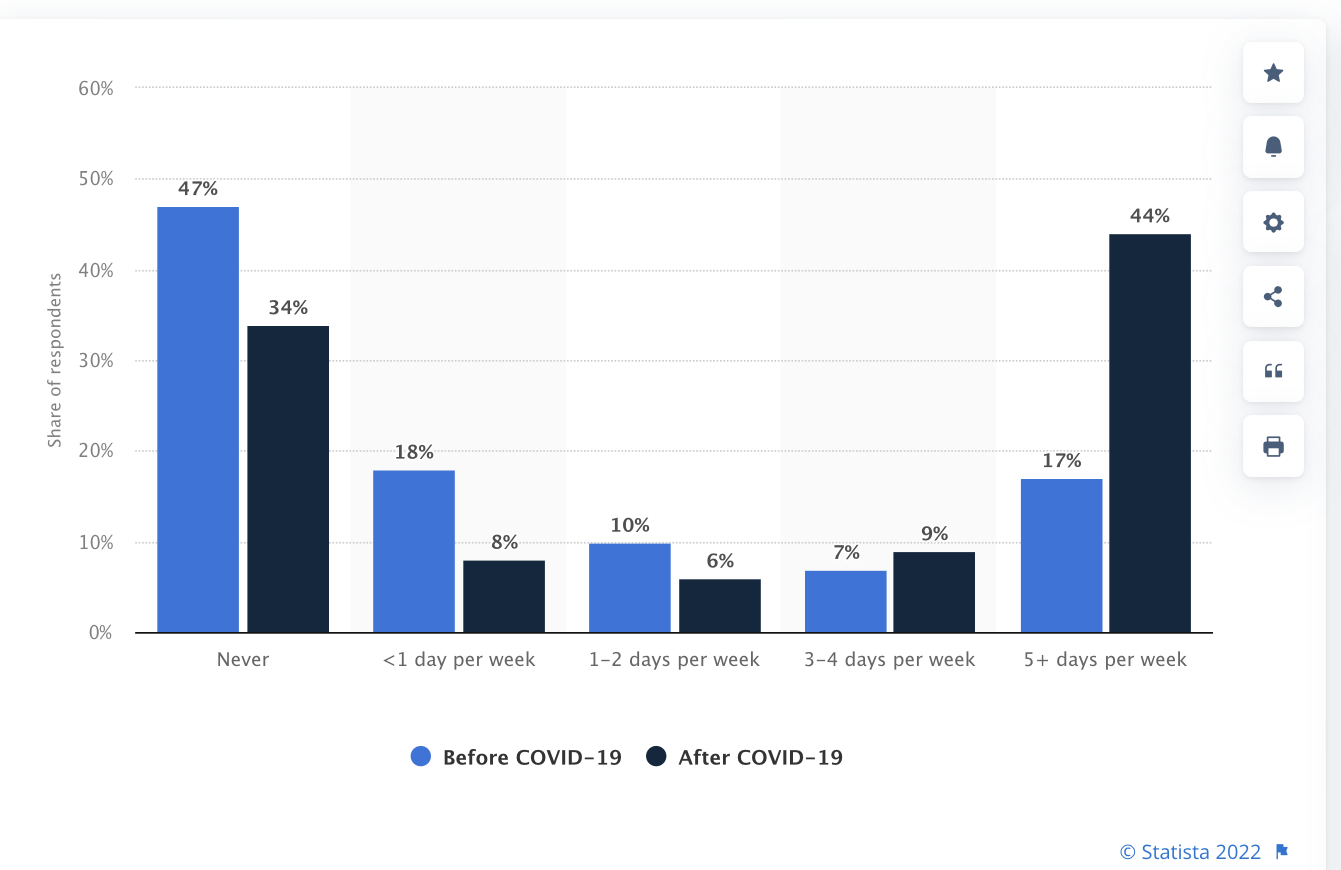 60%
50%
40%
30%
20%
10%
0%
Share of respondents
47%
34%
18%
8%
10%
6%
7%
9%
17%
44%
Never
<1 day per week
1–2 days per week
3–4 days per week
5+ days per week
Before COVID–19
After COVID–19
© Statista 2022